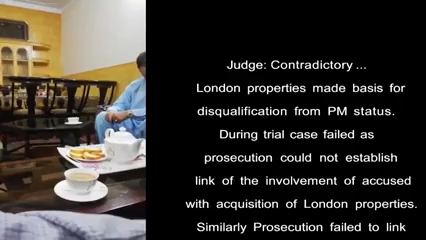 Judge: Contradictory ...
London properties made basis for
disqualification from PM status.
During trial case failed as
prosecution could not establish
link of the involvement of accused
with acquisition of London properties.
Similarly Prosecution failed to link